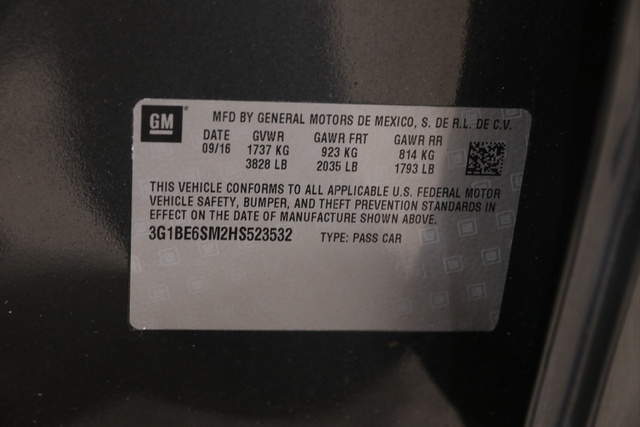 GM
MFD BY GENERAL MOTORS DE MEXICO, S. DE R.L. DE C.V.
DATE GVWR GAWR FRT GAWR RR
09/16 1737 KG 923 KG 814 KG
3828 LB 2035 LB 1793 LB
THIS VEHICLE CONFORMS TO ALL APPLICABLE U.S. FEDERAL MOTOR
VEHICLE SAFETY, BUMPER, AND THEFT PREVENTION STANDARDS IN
EFFECT ON THE DATE OF MANUFACTURE SHOWN ABOVE.
3G1BE6SM2HS523532 TYPE: PASS CAR